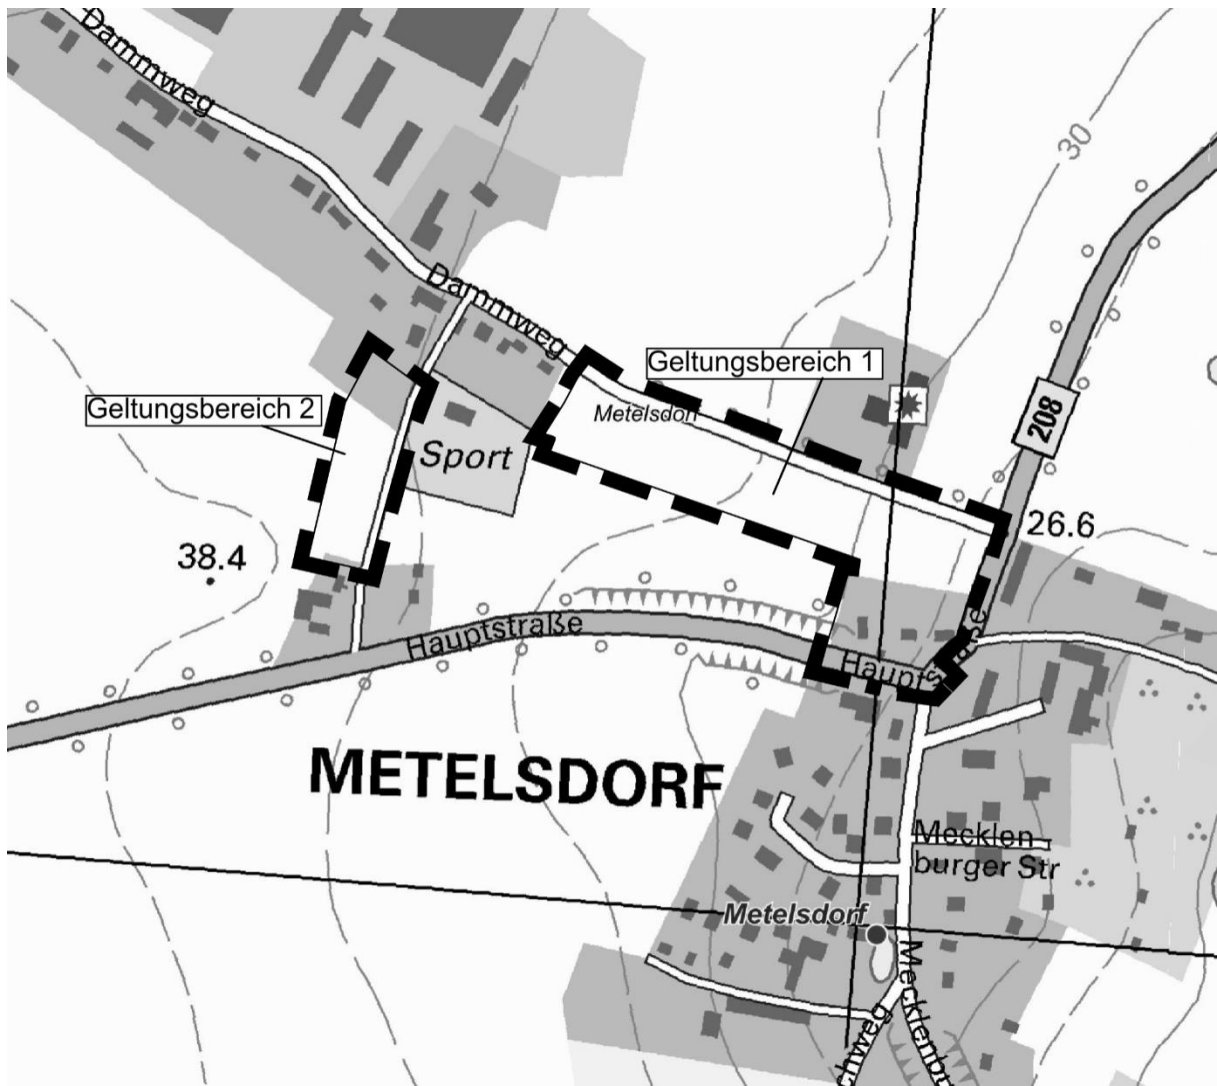 Dammweg
30
Dammweg
Geltungsbereich 1
Geltungsbereich 2
208
Sport
26.6
38.4
Hauptstraße
METELSDORF
Mecklen
burger Str
Metelsdorf